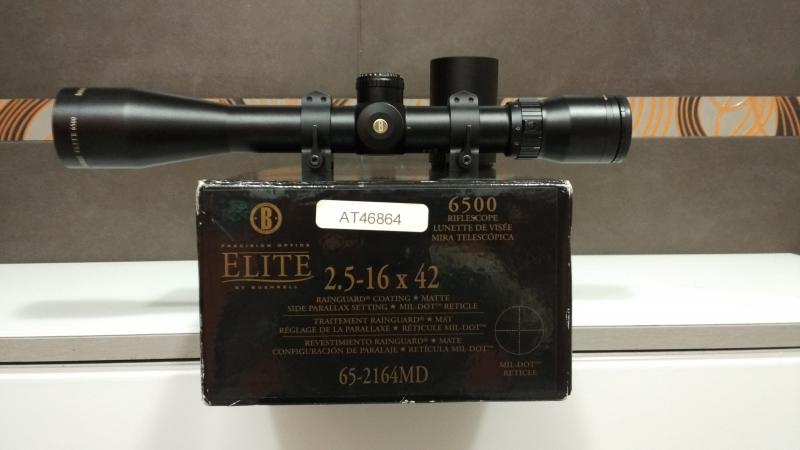 ELITE 6500
B
AT46864
6500
RIFLESCOPE
LUNETTE DE VISÉE
MIRA TELESCÓPICA
PRECISION OPTICS
ELITE
BY BUSHNELL
2.5-16 x 42
RAINGUARD® COATING ★ MATTE
SIDE PARALLAX SETTING ★ MIL-DOT™ RETICLE
TRAITEMENT RAINGUARD® ★ MAT
RÉGLAGE DE LA PARALLAXE ★ RÉTICULE MIL-DOT™
REVESTIMIENTO RAINGUARD® ★ MATE
CONFIGURACIÓN DE PARALAJE ★ RETÍCULA MIL-DOT™
MIL-DOT™
RETICLE
65-2164MD